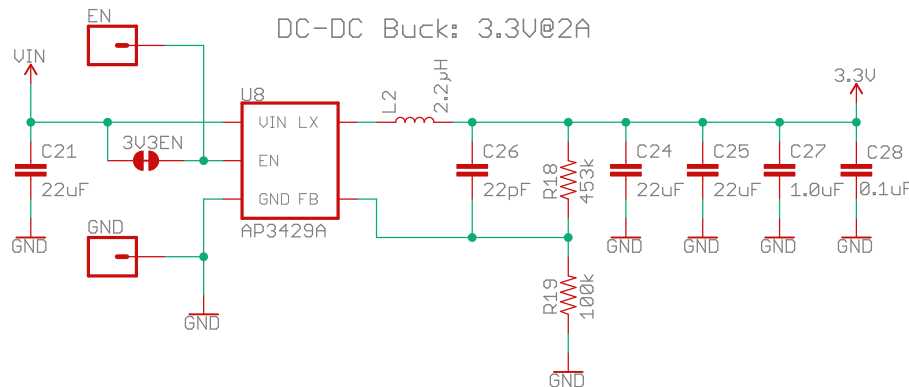 EN
DC-DC Buck: 3.3V@2A
VIN
3.3V
U8
L2
2.2µH
VIN LX
3V3EN
EN
C21
22uF
C26
22pF
R18
453k
C24
22uF
C25
22uF
C27
1.0uF
C28
0.1uF
GND FB
AP3429A
GND
GND
GND
GND
GND
GND
GND
R19
100k
GND